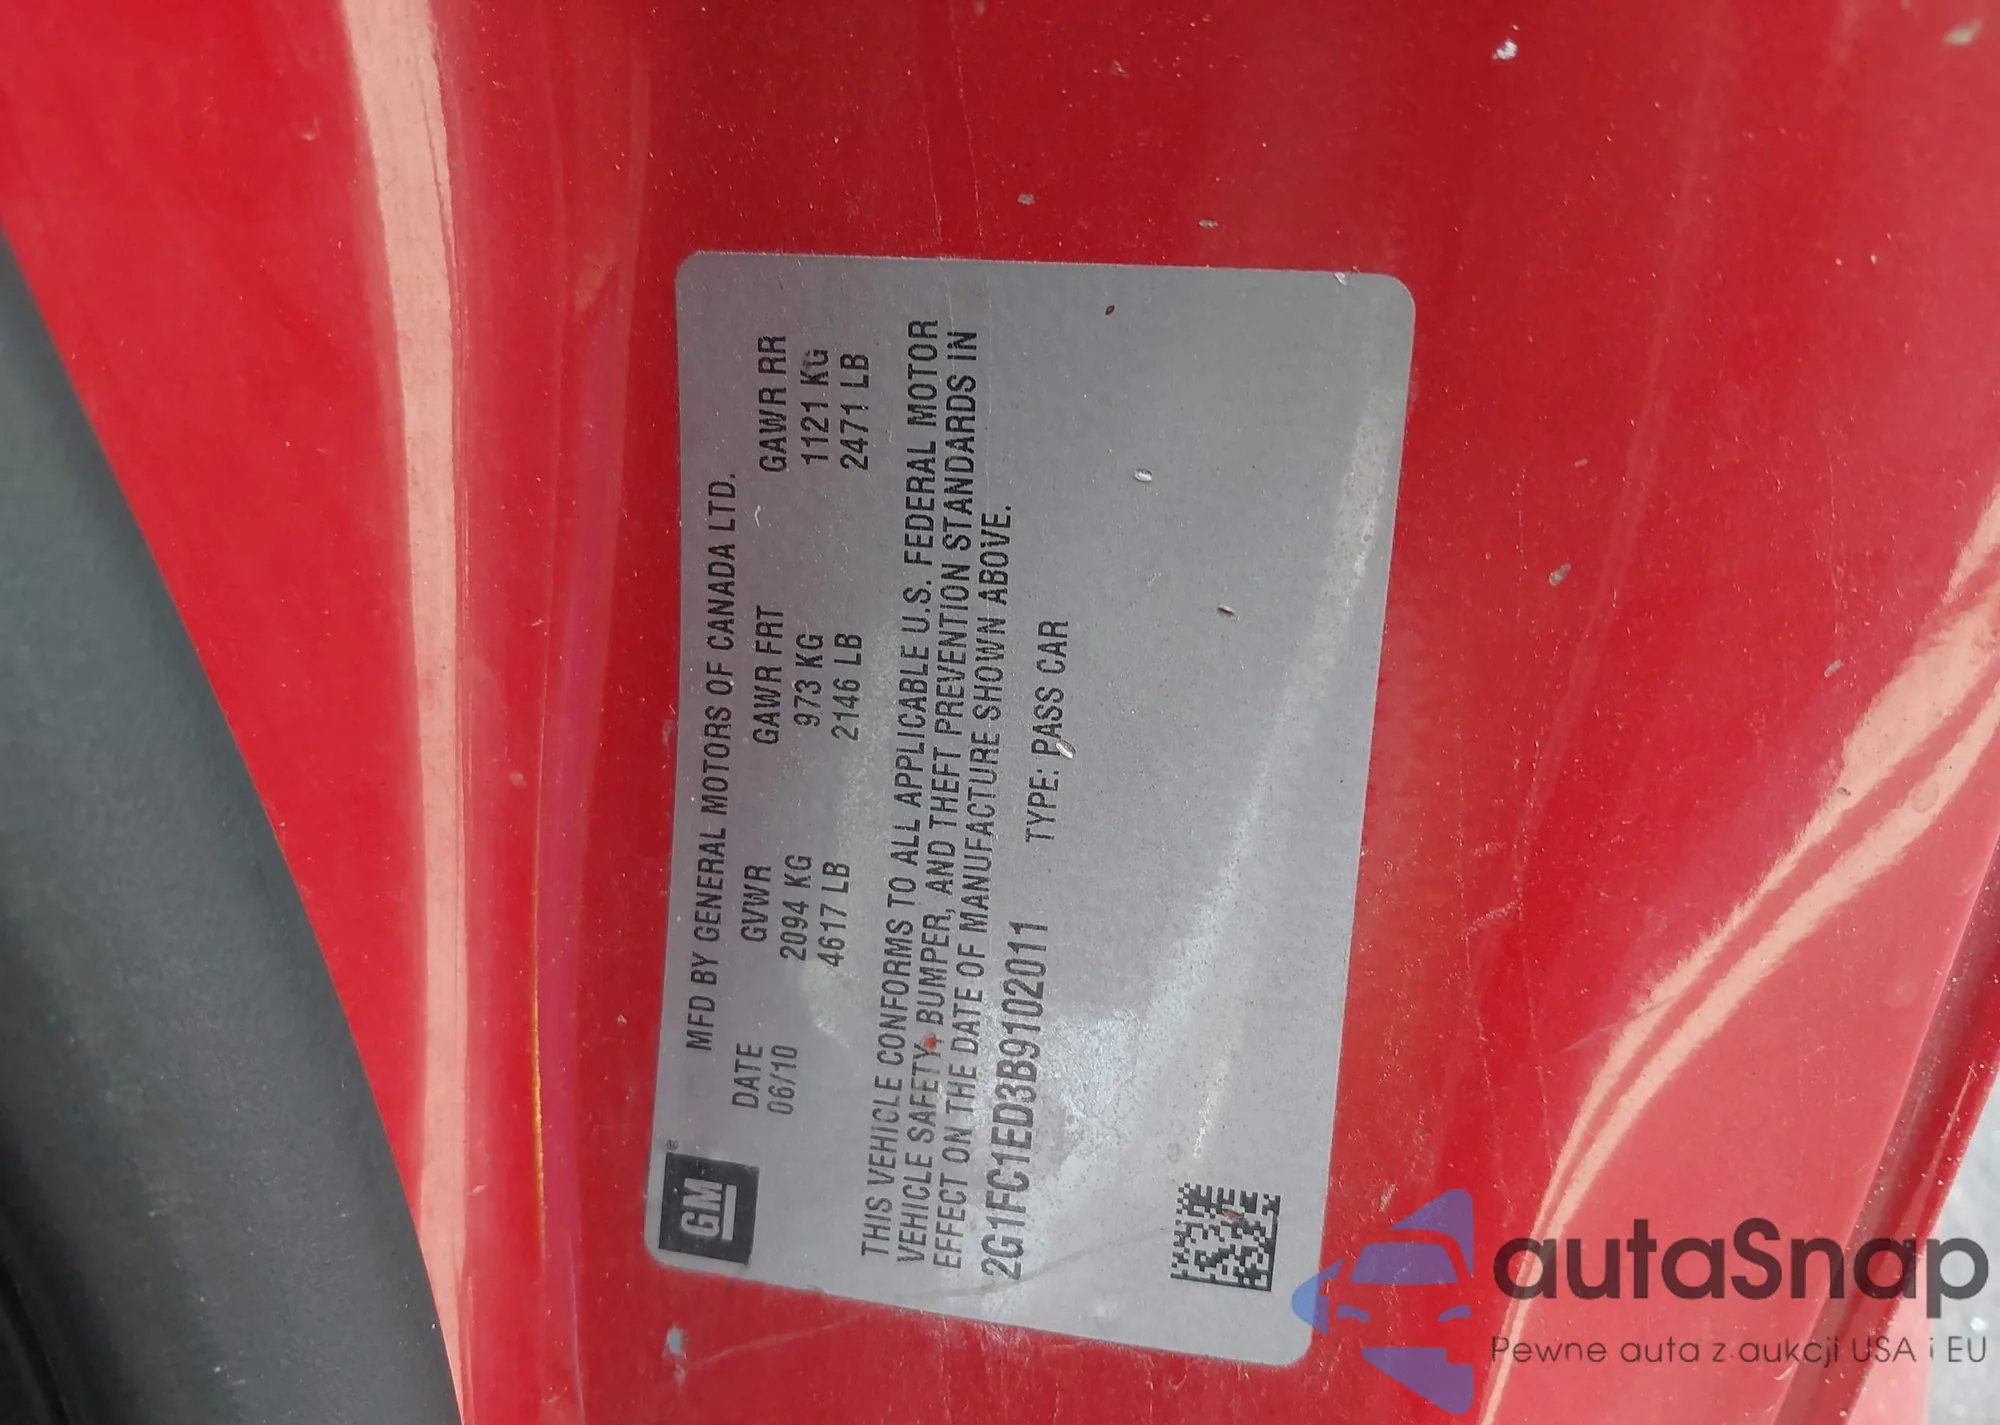 GM
MFD BY GENERAL MOTORS OF CANADA LTD.
DATE GVWR GAWR FRT GAWR RR
06/10 2094 KG 973 KG 1121 KG
4617 LB 2146 LB 2471 LB
THIS VEHICLE CONFORMS TO ALL APPLICABLE U.S. FEDERAL MOTOR
VEHICLE SAFETY, BUMPER, AND THEFT PREVENTION STANDARDS IN
EFFECT ON THE DATE OF MANUFACTURE SHOWN ABOVE.
2G1FC1ED3B9102011 TYPE: PASS CAR
autaSnap
Pewne auta z aukcji USA i EU